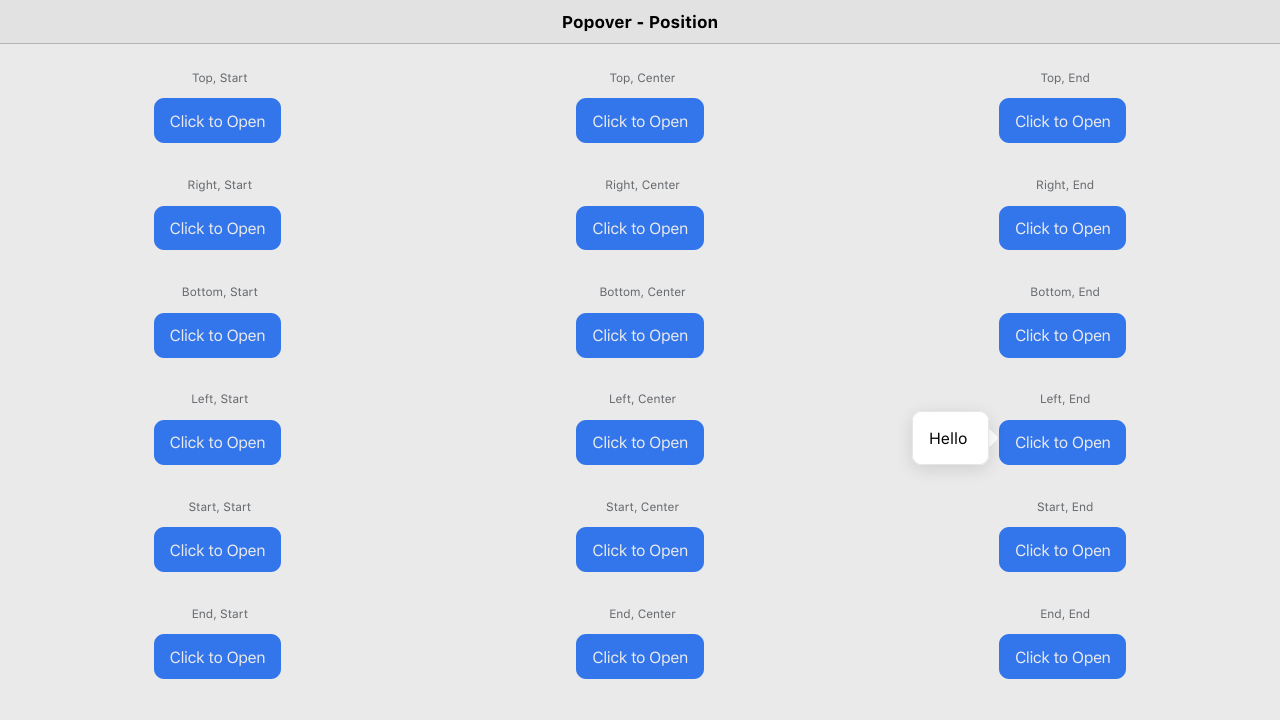 Popover - Position
Top, Start
Top, Center
Top, End
Click to Open
Click to Open
Click to Open
Right, Start
Right, Center
Right, End
Click to Open
Click to Open
Click to Open
Bottom, Start
Bottom, Center
Bottom, End
Click to Open
Click to Open
Click to Open
Left, Start
Left, Center
Left, End
Click to Open
Click to Open
Hello
Click to Open
Start, Start
Start, Center
Start, End
Click to Open
Click to Open
Click to Open
End, Start
End, Center
End, End
Click to Open
Click to Open
Click to Open